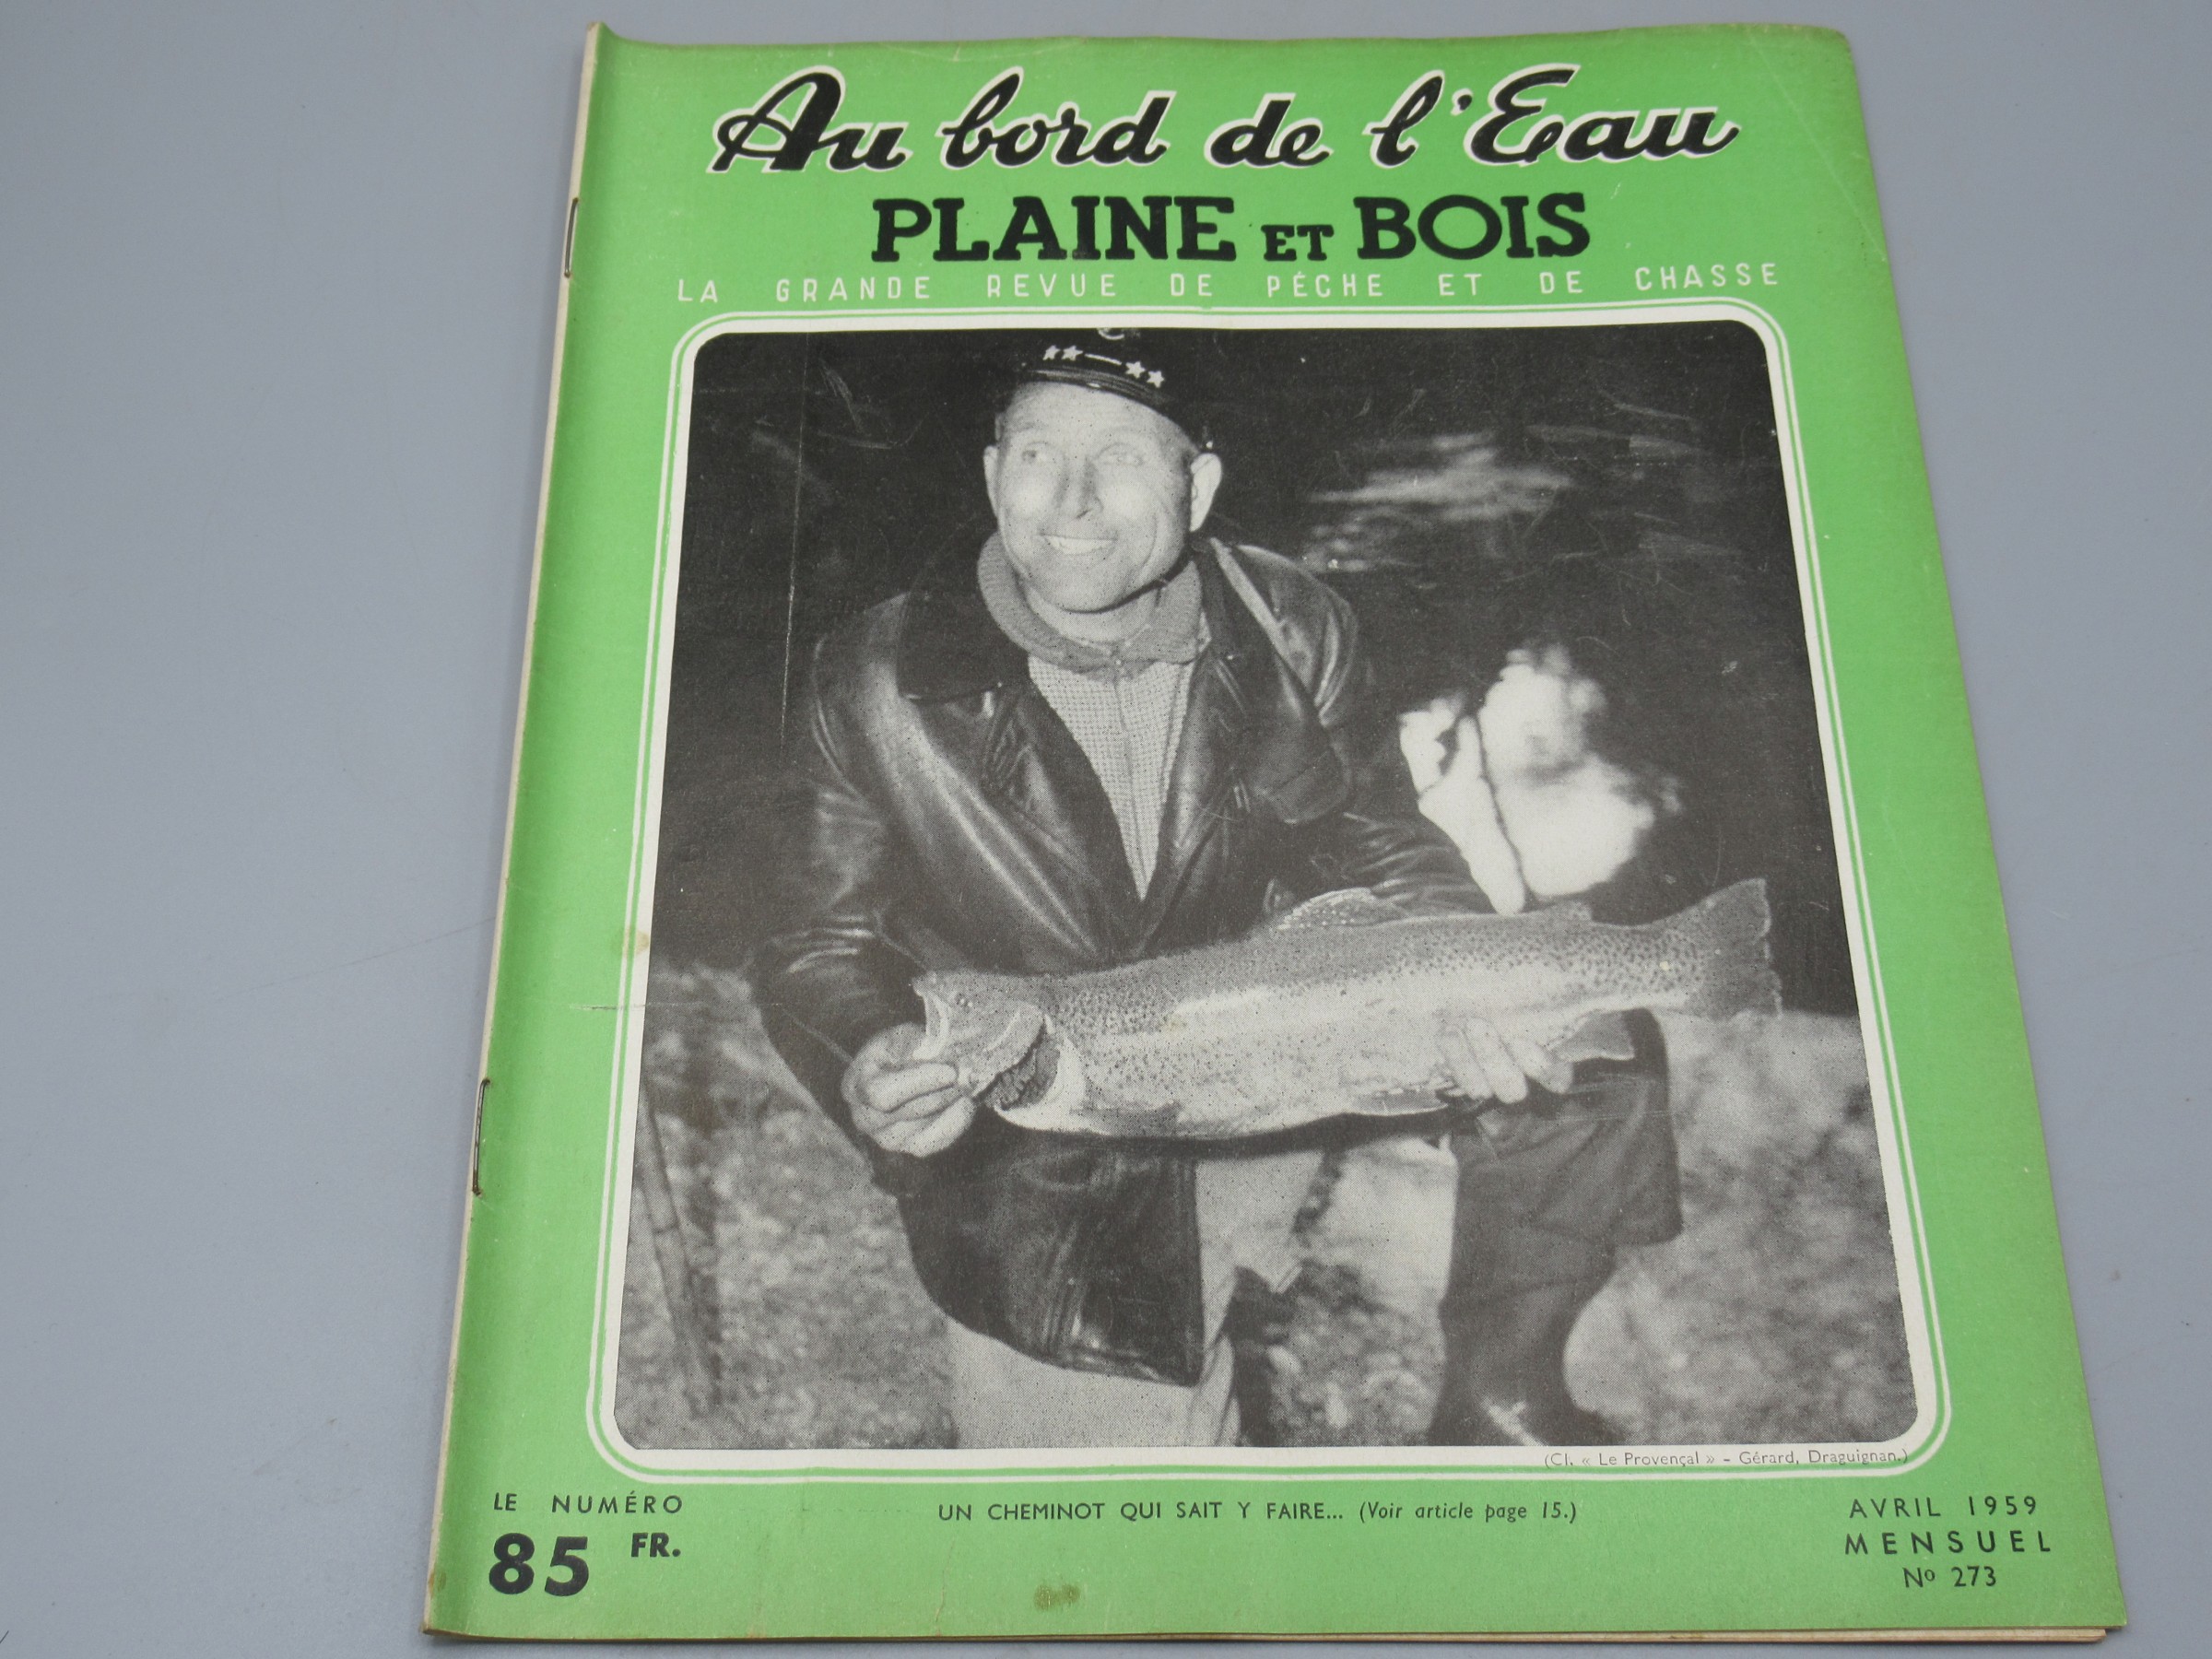 Au bord de l'Eau
PLAINE ET BOIS
LA GRANDE REVUE DE PÊCHE ET DE CHASSE
(Cl. « Le Provençal » - Gérard, Draguignan.)
LE NUMÉRO
85 FR.
UN CHEMINOT QUI SAIT Y FAIRE... (Voir article page 15.)
AVRIL 1959
MENSUEL
Nº 273